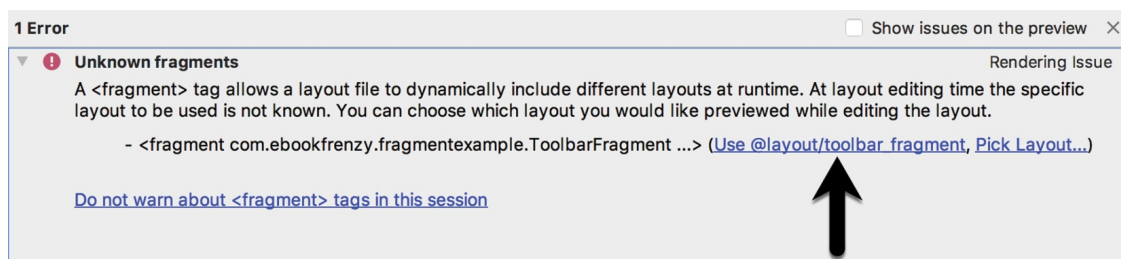 1 Error Show issues on the preview
Unknown fragments Rendering Issue
A <fragment> tag allows a layout file to dynamically include different layouts at runtime. At layout editing time the specific
layout to be used is not known. You can choose which layout you would like previewed while editing the layout.
- <fragment com.ebookfrenzy.fragmentexample.ToolbarFragment ...> (Use @layout/toolbar_fragment, Pick Layout...)
Do not warn about <fragment> tags in this session